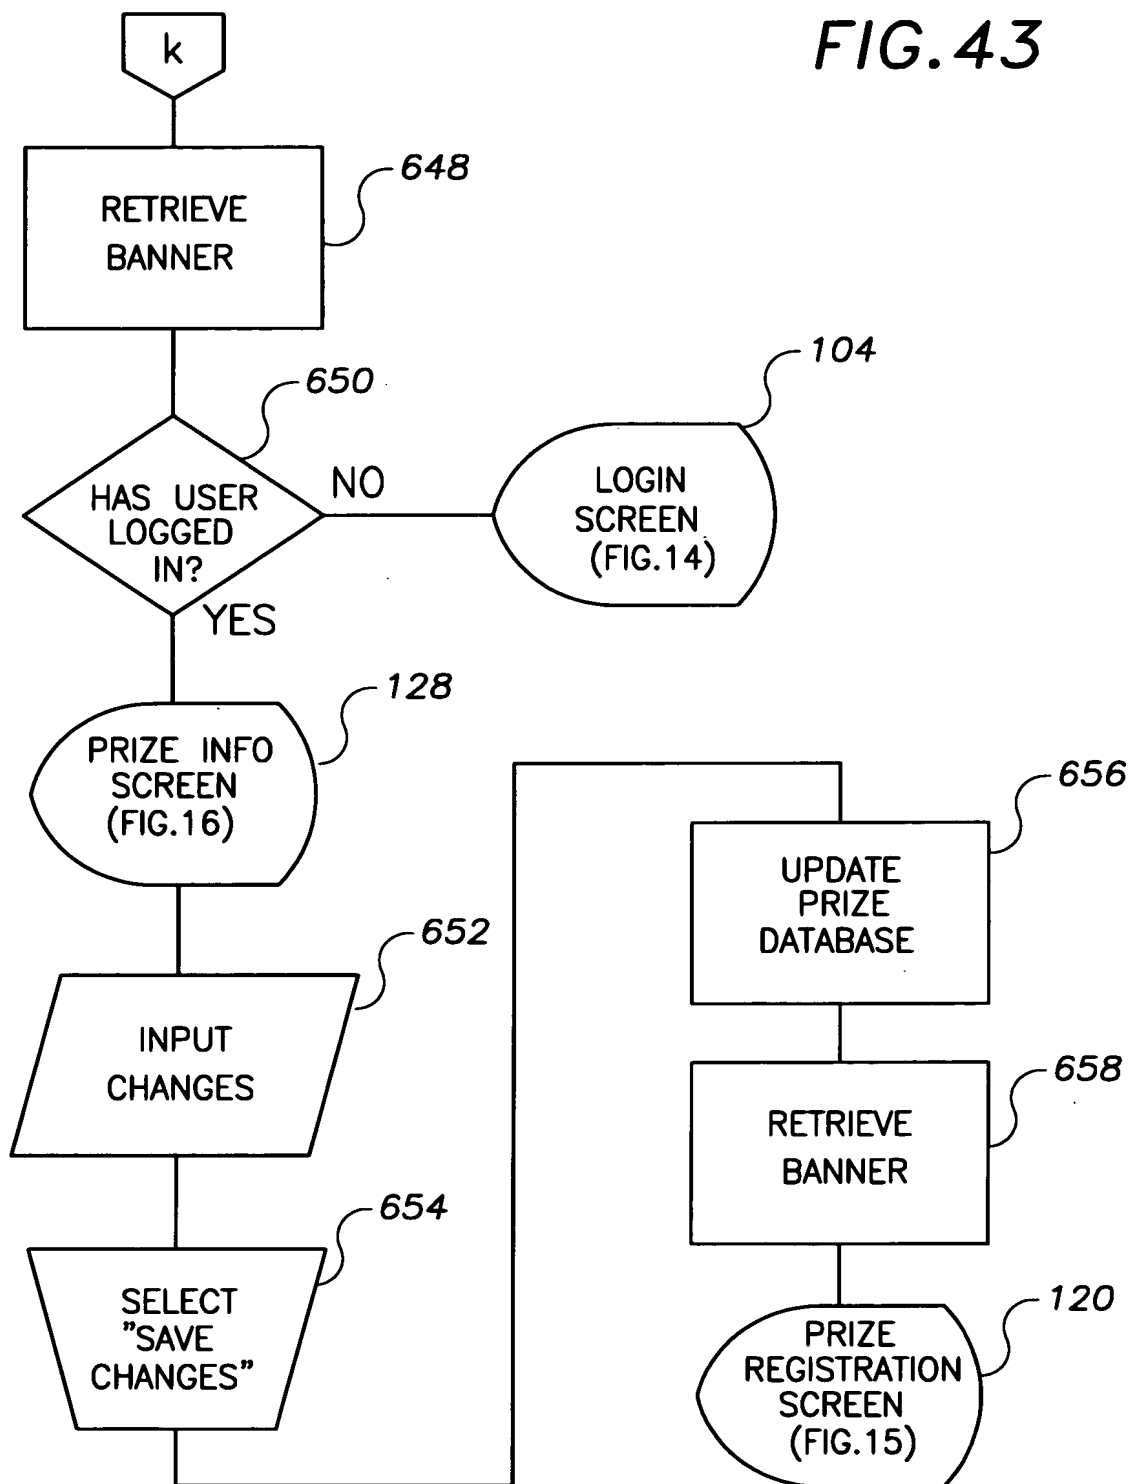 FIG.43
k
648
RETRIEVE
BANNER
650
HAS USER
LOGGED
IN?
NO
104
LOGIN
SCREEN
(FIG.14)
YES
128
PRIZE INFO
SCREEN
(FIG.16)
652
INPUT
CHANGES
654
SELECT
"SAVE
CHANGES"
656
UPDATE
PRIZE
DATABASE
658
RETRIEVE
BANNER
120
PRIZE
REGISTRATION
SCREEN
(FIG.15)